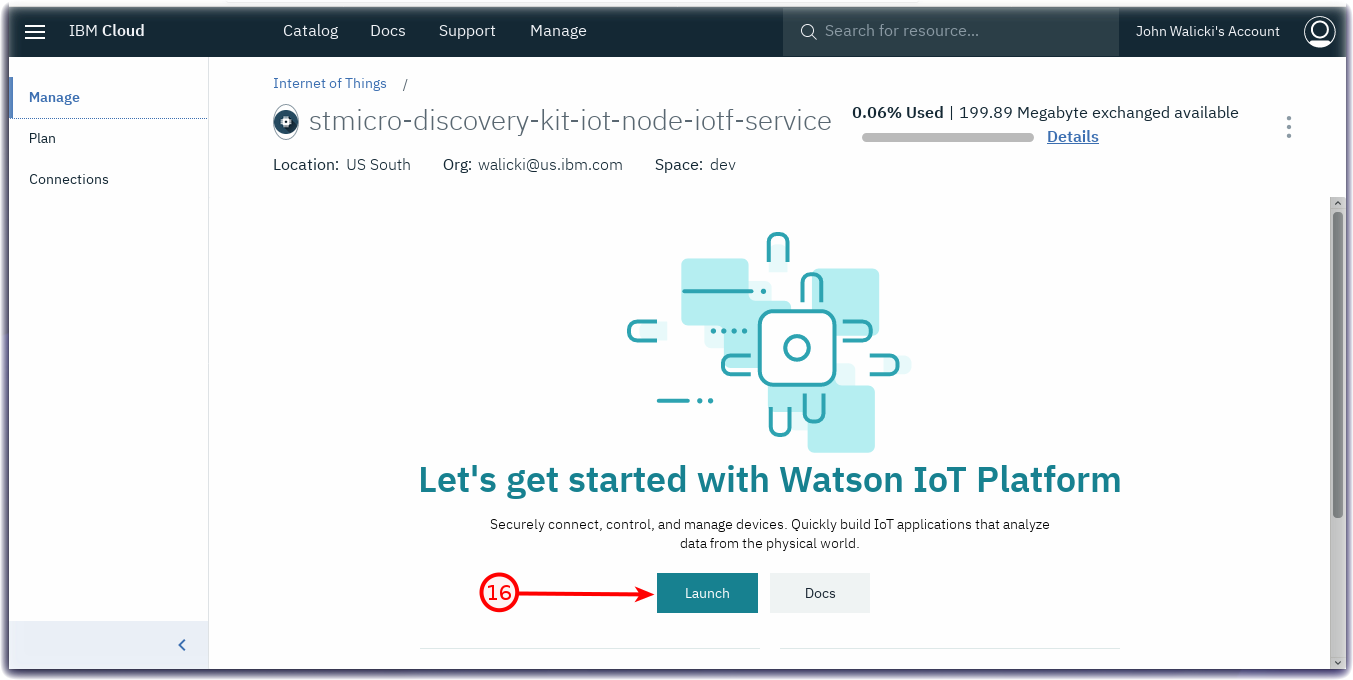 IBM Cloud
Catalog
Docs
Support
Manage
Search for resource...
John Walicki's Account
Manage
Plan
Connections
Internet of Things /
stmicro-discovery-kit-iot-node-iotf-service
0.06% Used | 199.89 Megabyte exchanged available
Details
Location: US South
Org: walicki@us.ibm.com
Space: dev
Let's get started with Watson IoT Platform
Securely connect, control, and manage devices. Quickly build IoT applications that analyze
data from the physical world.
16
Launch
Docs